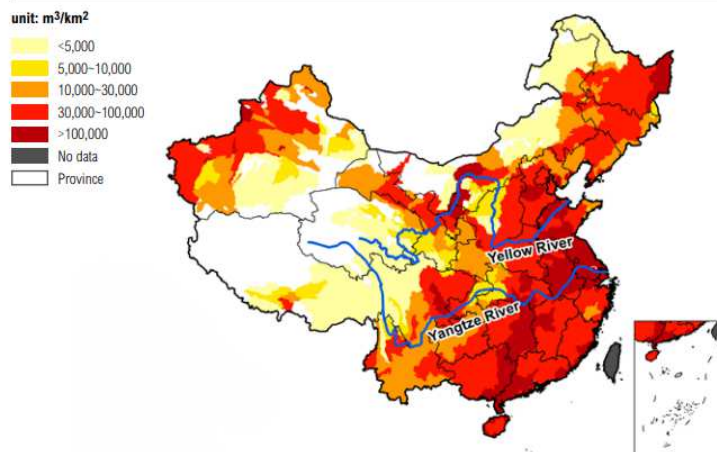 unit: m³/km²
<5,000
5,000~10,000
10,000~30,000
30,000~100,000
>100,000
No data
Province
Yellow River
Yangtze River